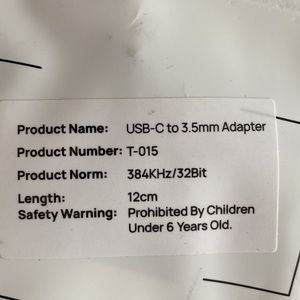 Product Name: USB-C to 3.5mm Adapter
Product Number: T-015
Product Norm: 384KHz/32Bit
Length: 12cm
Safety Warning: Prohibited By Children
Under 6 Years Old.